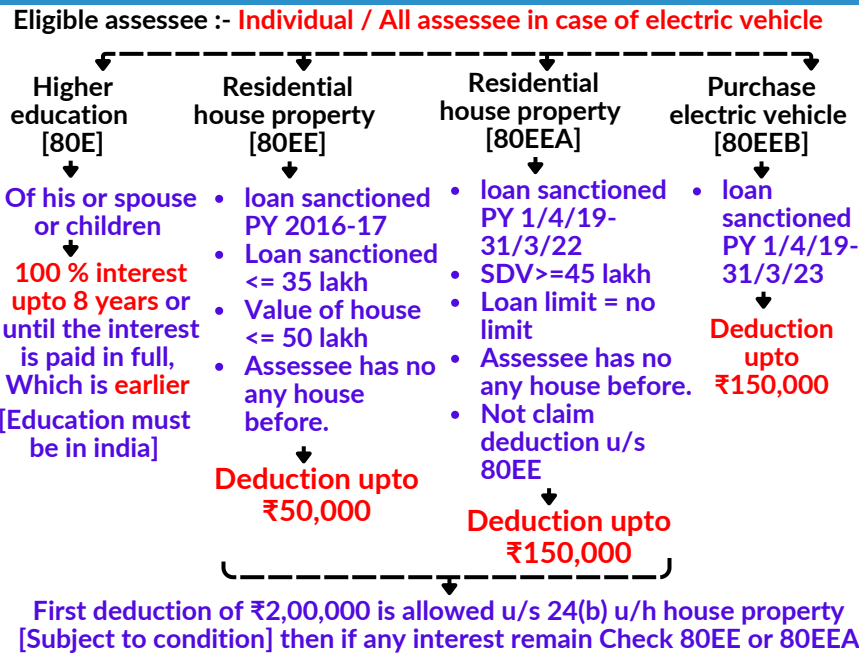 Eligible assessee :- Individual / All assessee in case of electric vehicle
Higher
education
[80E]
Of his or spouse
or children
100 % interest
upto 8 years or
until the interest
is paid in full,
Which is earlier
[Education must
be in india]
Residential
house property
[80EE]
• loan sanctioned
PY 2016-17
• Loan sanctioned
<= 35 lakh
• Value of house
<= 50 lakh
• Assessee has no
any house
before.
Deduction upto
₹50,000
Residential
house property
[80EEA]
• loan sanctioned
PY 1/4/19-
31/3/22
• SDV>=45 lakh
• Loan limit = no
limit
• Assessee has no
any house before.
• Not claim
deduction u/s
80EE
Deduction upto
₹150,000
Purchase
electric vehicle
[80EEB]
• loan
sanctioned
PY 1/4/19-
31/3/23
Deduction
upto
₹150,000
First deduction of ₹2,00,000 is allowed u/s 24(b) u/h house property
[Subject to condition] then if any interest remain Check 80EE or 80EEA